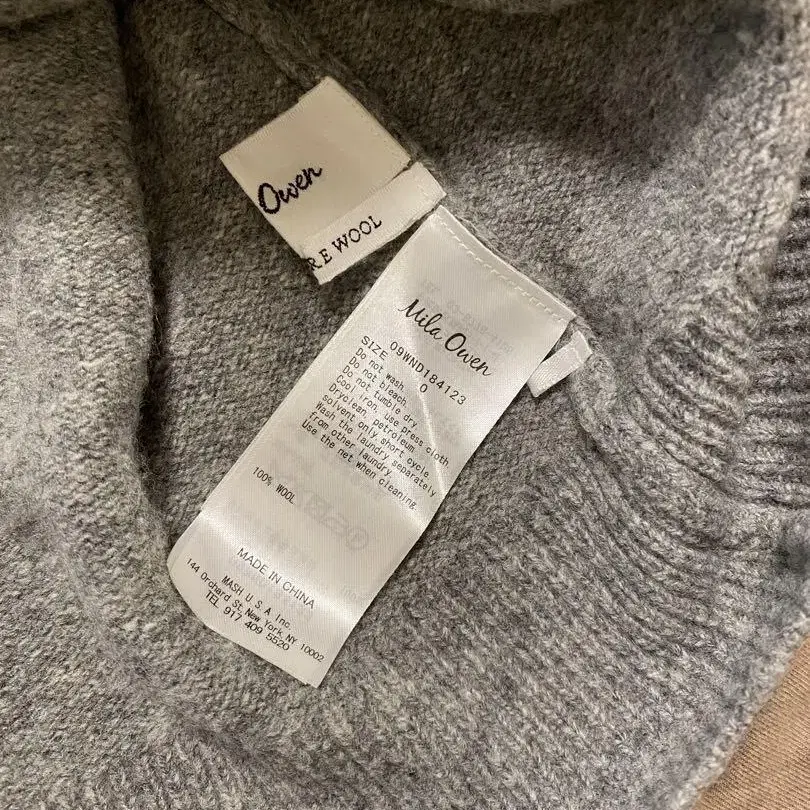 Owen
RE WOOL
Mila Owen
09WND184123
SIZE 0
Do not wash.
Do not bleach.
Do not tumble dry.
Cool iron, use press cloth
Dryclean, petroleum
solvent only short cycle
Wash the laundry separately
from other laundry.
Use the net when cleaning.
100% WOOL
MADE IN CHINA
MASH U.S.A Inc.
144 Orchard St, New York, NY 10002
TEL 917 409 5520